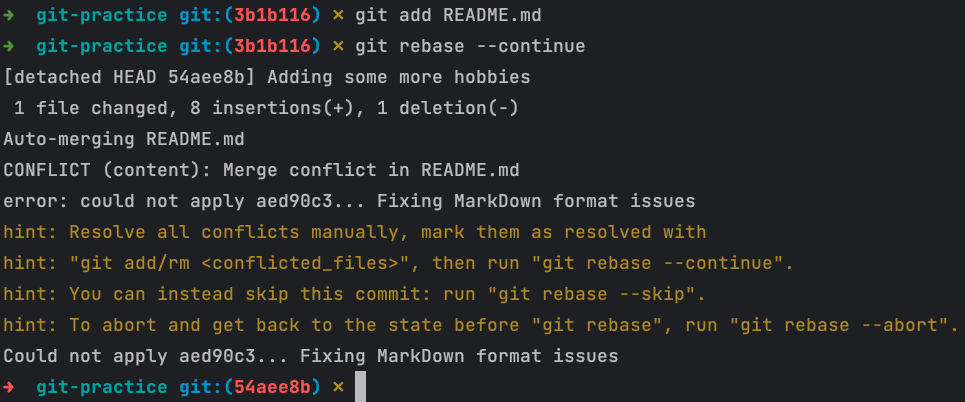 ➜  git-practice git:(3b1b116) ✗ git add README.md
➜  git-practice git:(3b1b116) ✗ git rebase --continue
[detached HEAD 54aee8b] Adding some more hobbies
 1 file changed, 8 insertions(+), 1 deletion(-)
Auto-merging README.md
CONFLICT (content): Merge conflict in README.md
error: could not apply aed90c3... Fixing MarkDown format issues
hint: Resolve all conflicts manually, mark them as resolved with
hint: "git add/rm <conflicted_files>", then run "git rebase --continue".
hint: You can instead skip this commit: run "git rebase --skip".
hint: To abort and get back to the state before "git rebase", run "git rebase --abort".
Could not apply aed90c3... Fixing MarkDown format issues
➜  git-practice git:(54aee8b) ✗